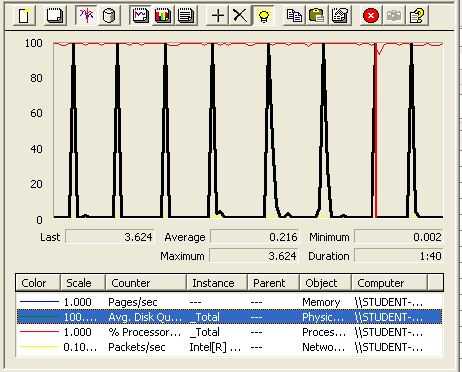 100
80
60
40
20
0
Last 3.624 Average 0.216 Minimum 0.002
Maximum 3.624 Duration 1:40
Color Scale Counter Instance Parent Object Computer
1.000 Pages/sec --- --- Memory \\STUDENT-...
100.... Avg. Disk Qu... _Total --- Physic... \\STUDENT-...
1.000 % Processor... _Total --- Proces... \\STUDENT-...
0.10... Packets/sec Intel[R] ... --- Netwo... \\STUDENT-...